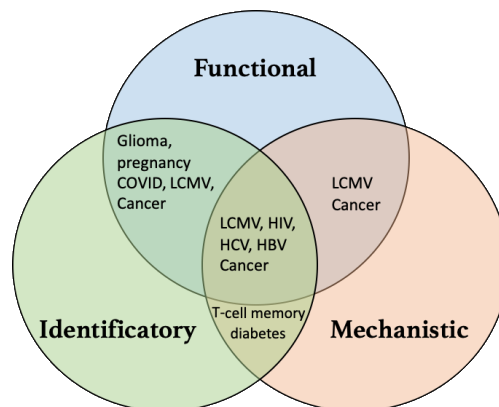 Functional
Glioma,
pregnancy
COVID, LCMV,
Cancer
LCMV
Cancer
LCMV, HIV,
HCV, HBV
Cancer
T-cell memory
diabetes
Identificatory
Mechanistic